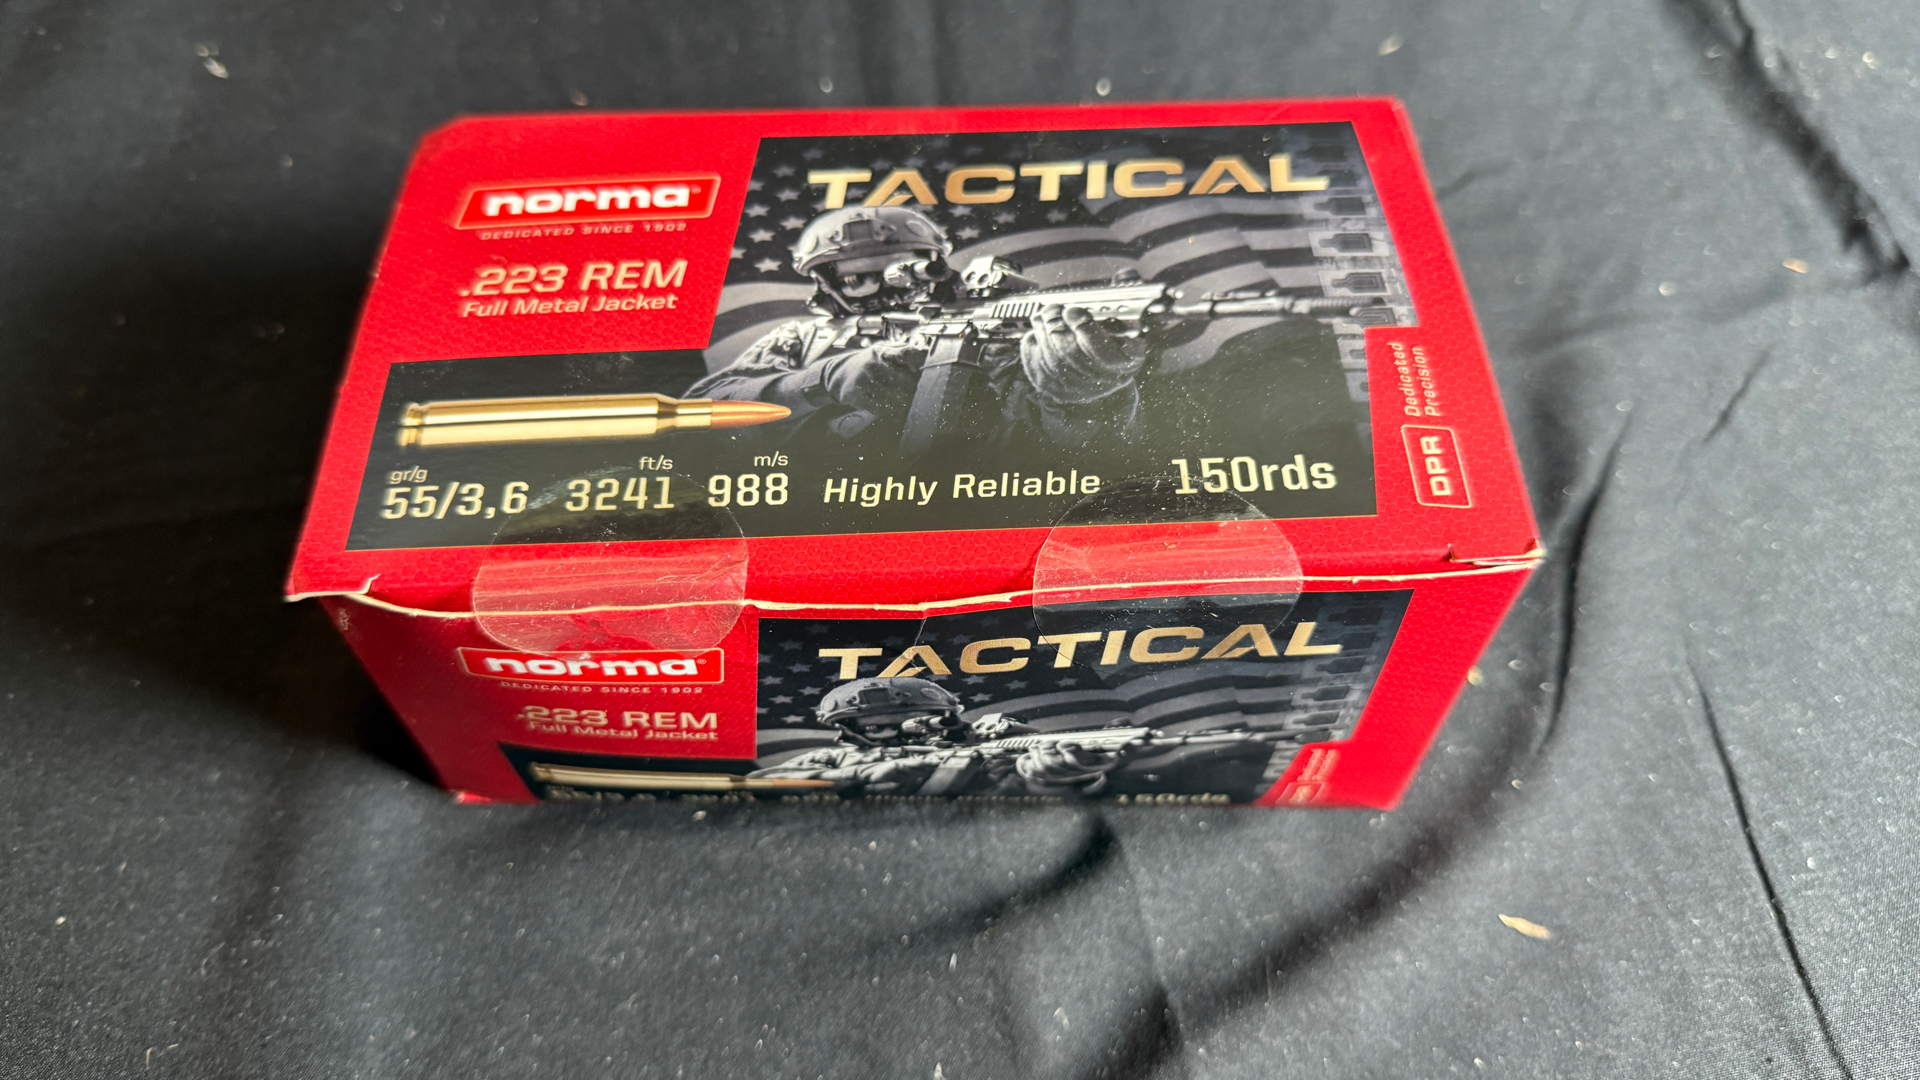 norma®
DEDICATED SINCE 1902
.223 REM
Full Metal Jacket
TACTICAL
gr/g
55/3,6
ft/s
3241
m/s
988
Highly Reliable
150rds
DPR
Dedicated
Precision
norma®
DEDICATED SINCE 1902
.223 REM
Full Metal Jacket
TACTICAL
150rds